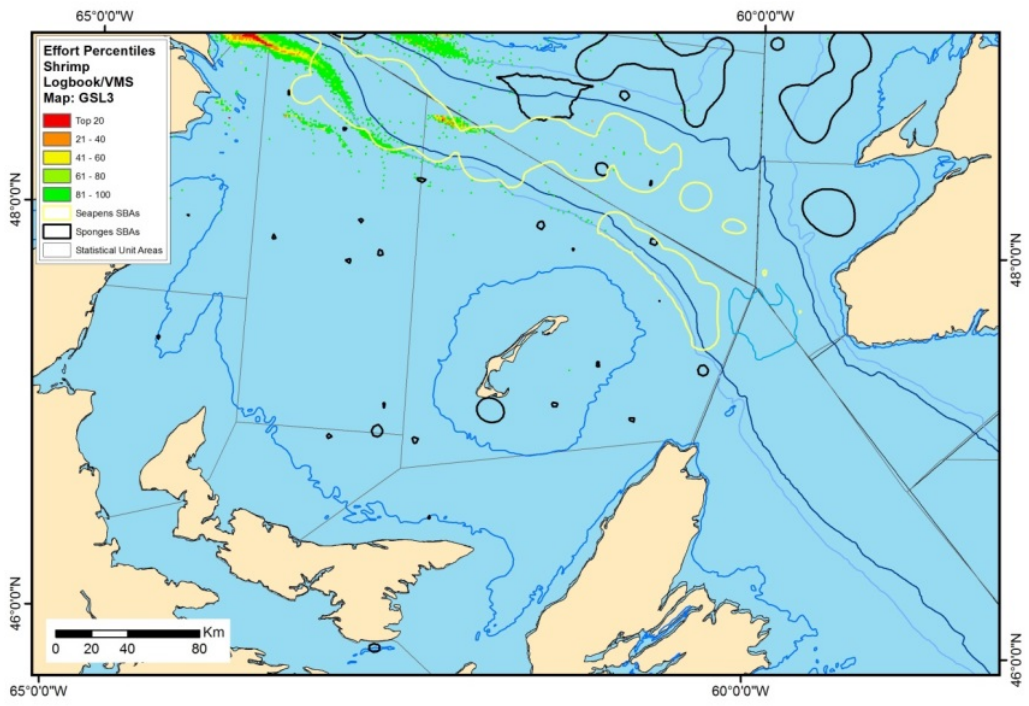 65°0'0"W 60°0'0"W
Effort Percentiles
Shrimp
Logbook/VMS
Map: GSL3
Top 20
21 - 40
41 - 60
61 - 80
81 - 100
Seapens SBAs
Sponges SBAs
Statistical Unit Areas
48°0'0"N
48°0'0"N
46°0'0"N
46°0'0"N
Km
0 20 40 80
65°0'0"W 60°0'0"W